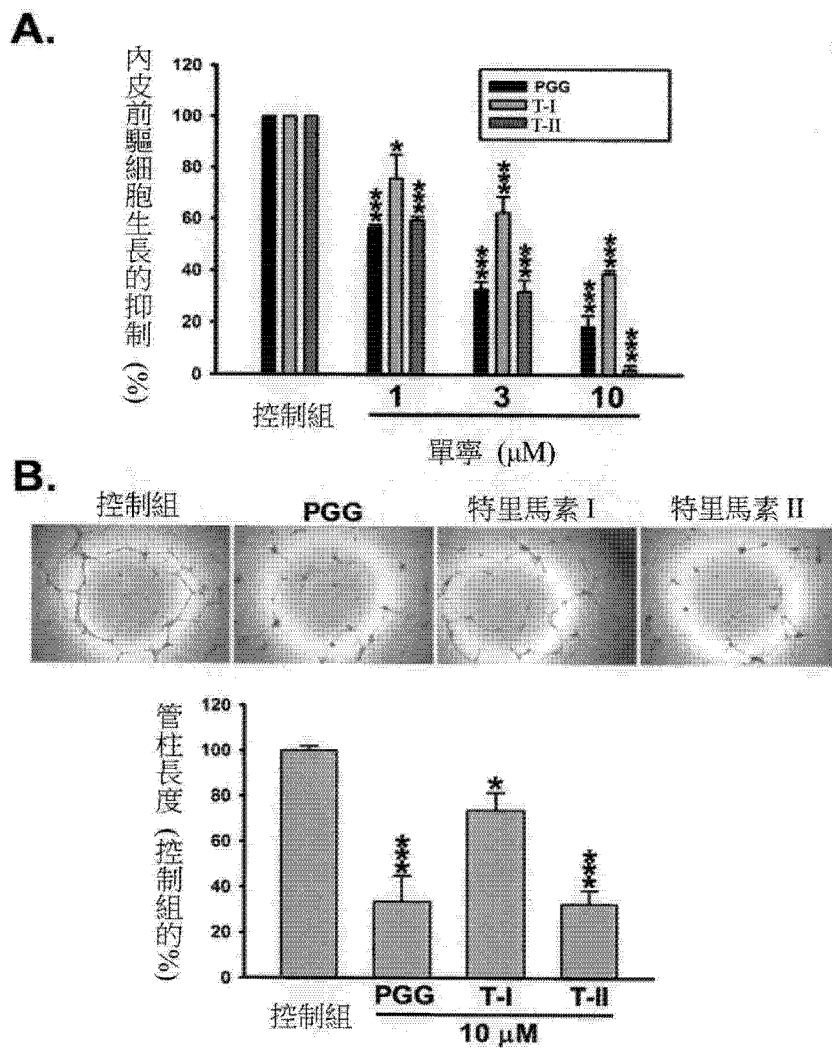 A.
內皮前驅細胞生長的抑制 (%)
120
100
80
60
40
20
0
PGG
T-I
T-II
***
*
***
***
***
***
***
***
***
控制組
1
3
10
單寧 (μM)
B.
控制組
PGG
特里馬素 I
特里馬素 II
管柱長度 (控制組的%)
120
100
80
60
40
20
0
***
*
***
控制組
PGG
T-I
T-II
10 μM